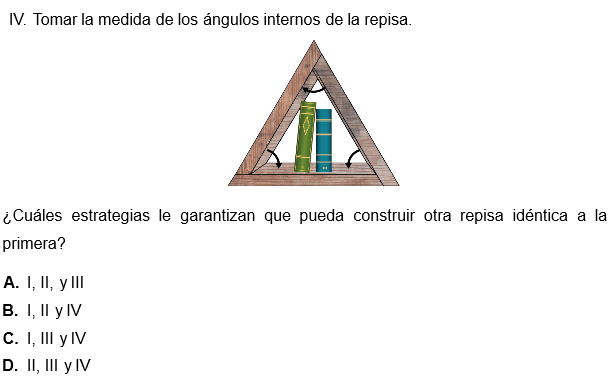 IV. Tomar la medida de los ángulos internos de la repisa.
¿Cuáles estrategias le garantizan que pueda construir otra repisa idéntica a la
primera?
A. I, II, y III
B. I, II y IV
C. I, III y IV
D. II, III y IV